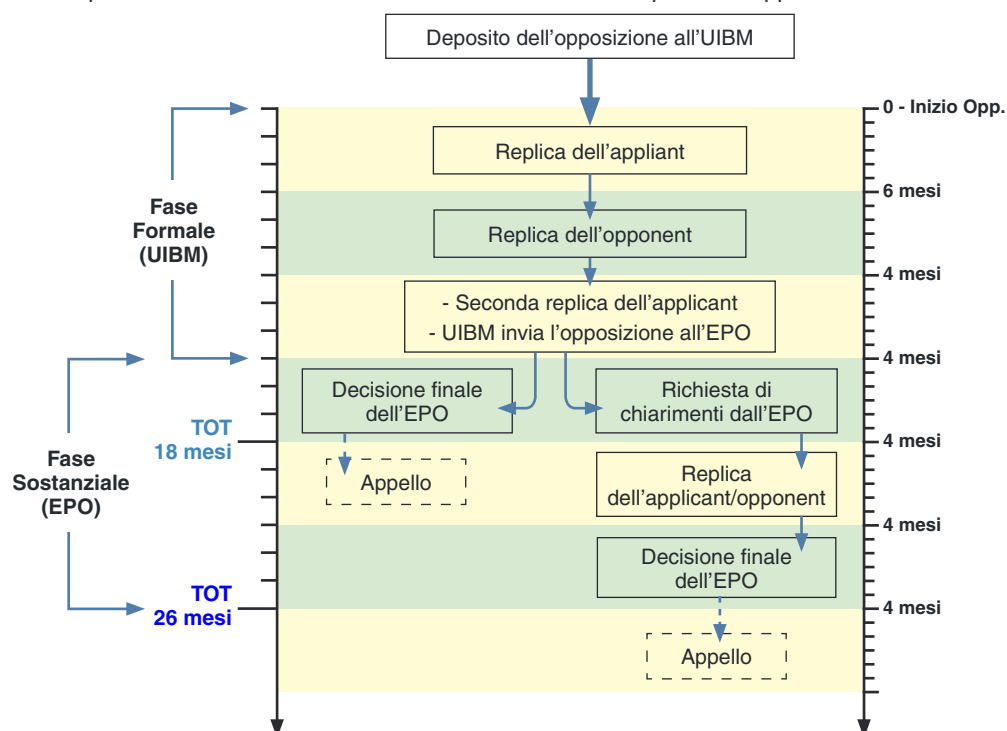 Deposito dell'opposizione all'UIBM
0 - Inizio Opp.
Replica dell'appliant
6 mesi
Fase
Formale
(UIBM)
Replica dell'opponent
4 mesi
- Seconda replica dell'applicant
- UIBM invia l'opposizione all'EPO
4 mesi
Decisione finale
dell'EPO
Richiesta di
chiarimenti dall'EPO
TOT
18 mesi
4 mesi
Fase
Sostanziale
(EPO)
Appello
Replica
dell'applicant/opponent
4 mesi
Decisione finale
dell'EPO
TOT
26 mesi
4 mesi
Appello